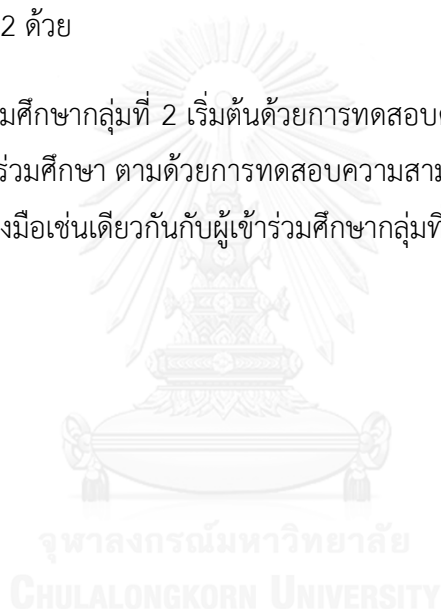 2 ด้วย
มศึกษากลุ่มที่ 2 เริ่มต้นด้วยการทดสอบ
ร่วมศึกษา ตามด้วยการทดสอบความสาม
งมือเช่นเดียวกันกับผู้เข้าร่วมศึกษากลุ่มที่
จุฬาลงกรณ์มหาวิทยาลัย
CHULALONGKORN UNIVERSITY